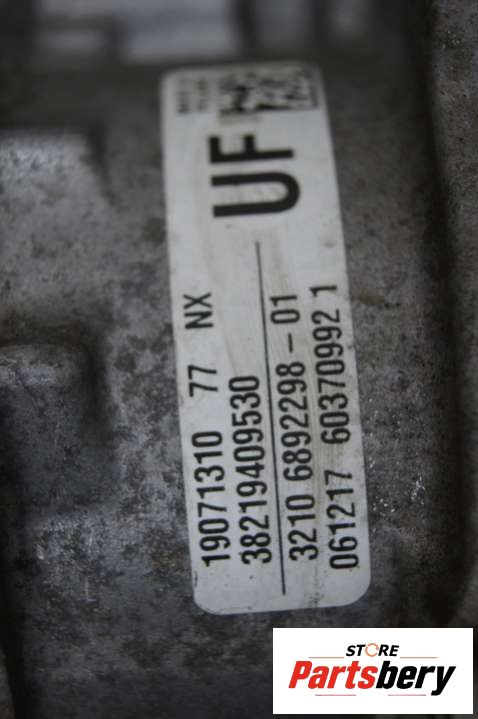 UF
19071310 77 NX
38219409530
3210 6892298-01
061217 60370992 1
STORE
Partsbery